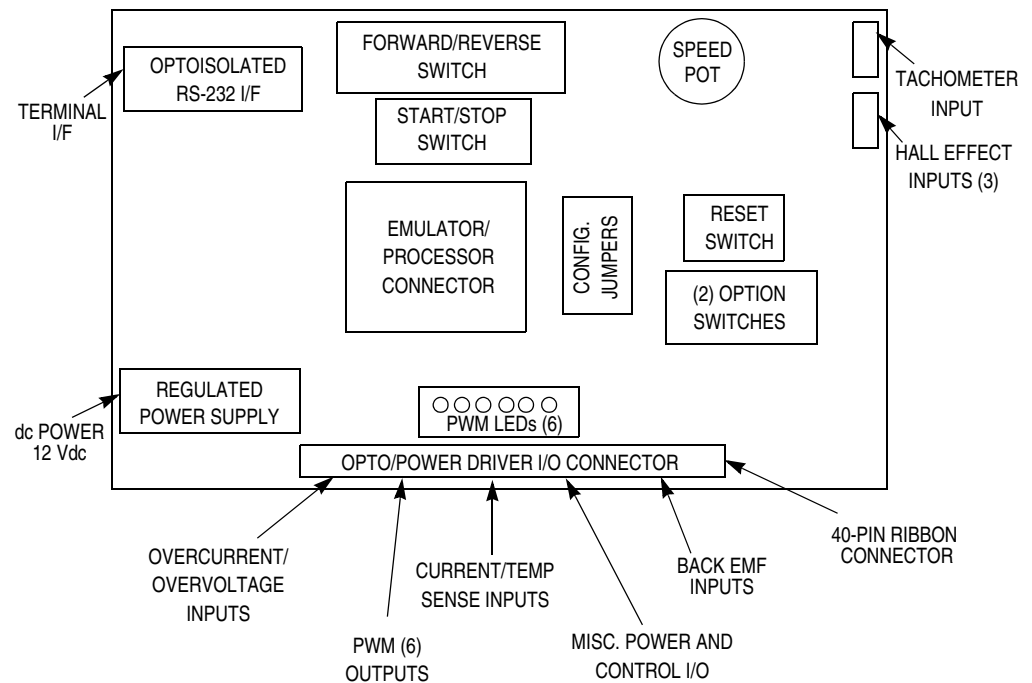 OPTOISOLATED
RS-232 I/F
FORWARD/REVERSE
SWITCH
SPEED
POT
TERMINAL
I/F
START/STOP
SWITCH
TACHOMETER
INPUT
HALL EFFECT
INPUTS (3)
EMULATOR/
PROCESSOR
CONNECTOR
CONFIG.
JUMPERS
RESET
SWITCH
(2) OPTION
SWITCHES
REGULATED
POWER SUPPLY
dc POWER
12 Vdc
PWM LEDs (6)
OPTO/POWER DRIVER I/O CONNECTOR
OVERCURRENT/
OVERVOLTAGE
INPUTS
PWM (6)
OUTPUTS
CURRENT/TEMP
SENSE INPUTS
MISC. POWER AND
CONTROL I/O
BACK EMF
INPUTS
40-PIN RIBBON
CONNECTOR